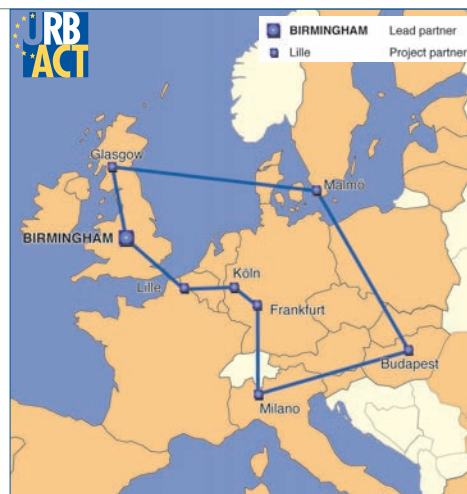 URB
ACT
BIRMINGHAM Lead partner
Lille Project partner
Glasgow
Malmö
BIRMINGHAM
Köln
Lille
Frankfurt
Budapest
Milano